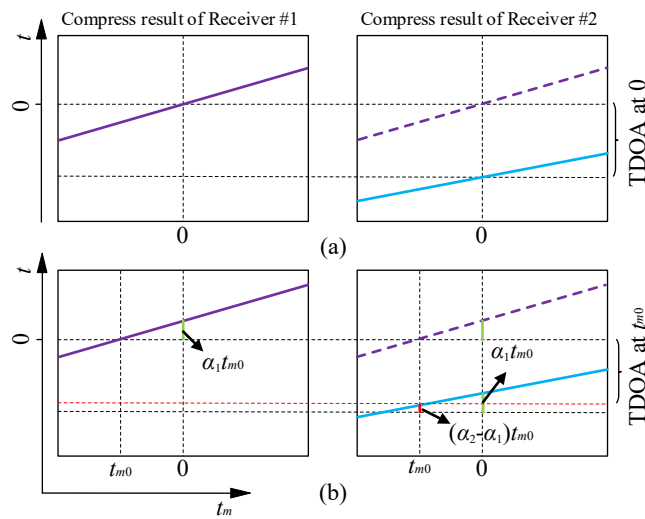 Compress result of Receiver #1
Compress result of Receiver #2
t
0
TDOA at 0
0
0
(a)
t
0
α₁tₘ₀
α₁tₘ₀
(α₂-α₁)tₘ₀
TDOA at tₘ₀
tₘ₀
0
tₘ₀
0
tₘ
(b)